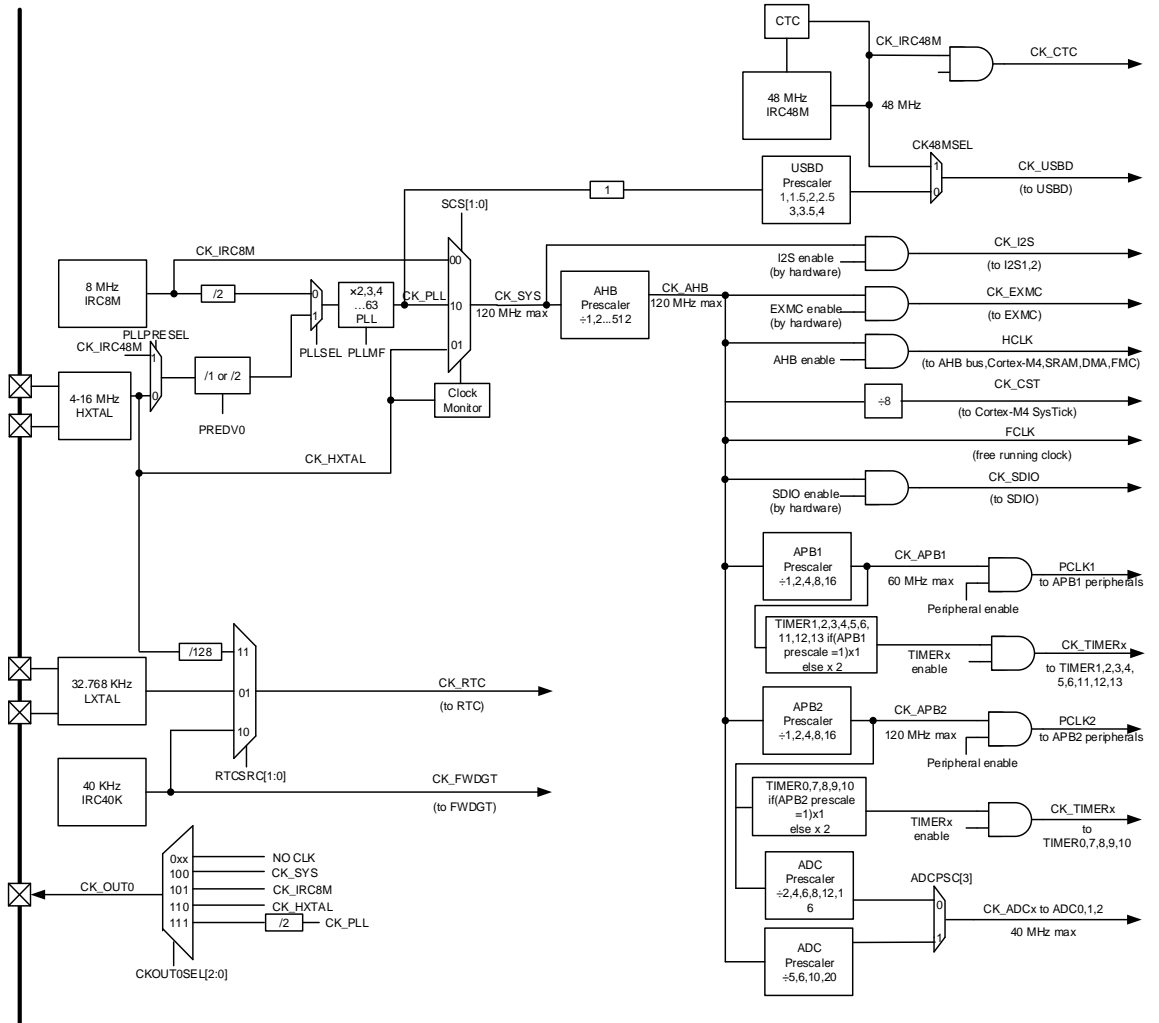 CTC
CK_IRC48M
CK_CTC
48 MHz
IRC48M
48 MHz
CK48MSEL
1
0
CK_USBD
(to USBD)
USBD
Prescaler
1,1.5,2,2.5
3,3.5,4
1
SCS[1:0]
CK_IRC8M
00
10
01
8 MHz
IRC8M
/2
0
1
PLLSEL
×2,3,4
…63
PLL
PLLMF
CK_PLL
CK_SYS
120 MHz max
AHB
Prescaler
÷1,2...512
CK_AHB
120 MHz max
I2S enable
(by hardware)
CK_I2S
(to I2S1,2)
EXMC enable
(by hardware)
CK_EXMC
(to EXMC)
AHB enable
HCLK
(to AHB bus,Cortex-M4,SRAM,DMA,FMC)
÷8
CK_CST
(to Cortex-M4 SysTick)
FCLK
(free running clock)
SDIO enable
(by hardware)
CK_SDIO
(to SDIO)
PLLPRESEL
CK_IRC48M
1
0
4-16 MHz
HXTAL
/1 or /2
PREDV0
Clock
Monitor
CK_HXTAL
APB1
Prescaler
÷1,2,4,8,16
CK_APB1
60 MHz max
Peripheral enable
PCLK1
to APB1 peripherals
TIMER1,2,3,4,5,6,
11,12,13 if(APB1
prescale =1)x1
else x 2
TIMERx
enable
CK_TIMERx
to TIMER1,2,3,4,
5,6,11,12,13
/128
11
01
10
32.768 KHz
LXTAL
CK_RTC
(to RTC)
RTCSRC[1:0]
40 KHz
IRC40K
CK_FWDGT
(to FWDGT)
APB2
Prescaler
÷1,2,4,8,16
CK_APB2
120 MHz max
Peripheral enable
PCLK2
to APB2 peripherals
TIMER0,7,8,9,10
if(APB2 prescale
=1)x1
else x 2
TIMERx
enable
CK_TIMERx
to
TIMER0,7,8,9,10
ADC
Prescaler
÷2,4,6,8,12,1
6
ADCPSC[3]
0
1
CK_ADCx to ADC0,1,2
40 MHz max
ADC
Prescaler
÷5,6,10,20
CK_OUT0
0xx
NO CLK
100
CK_SYS
101
CK_IRC8M
110
CK_HXTAL
111
/2
CK_PLL
CKOUT0SEL[2:0]